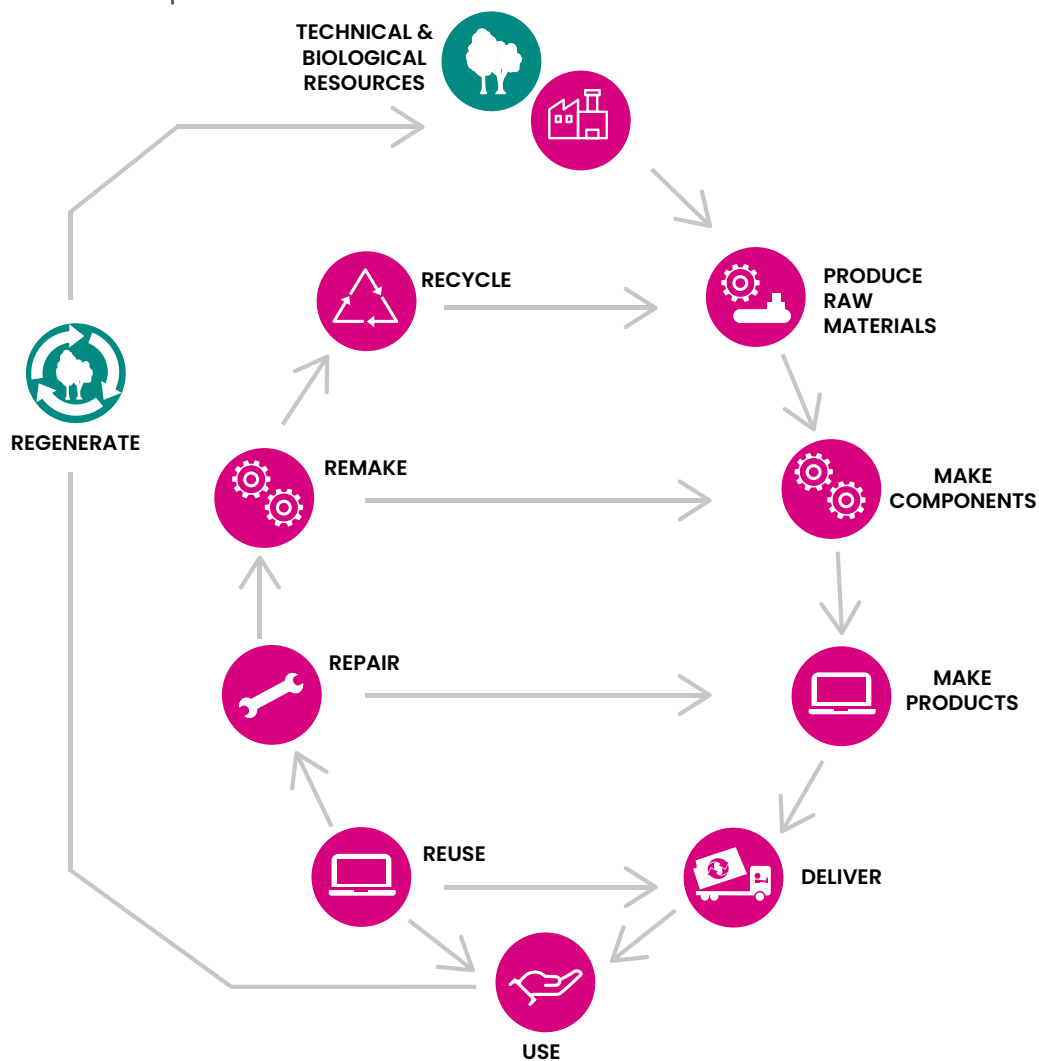 TECHNICAL &
BIOLOGICAL
RESOURCES
RECYCLE
PRODUCE
RAW
MATERIALS
REGENERATE
REMAKE
MAKE
COMPONENTS
REPAIR
MAKE
PRODUCTS
REUSE
DELIVER
USE